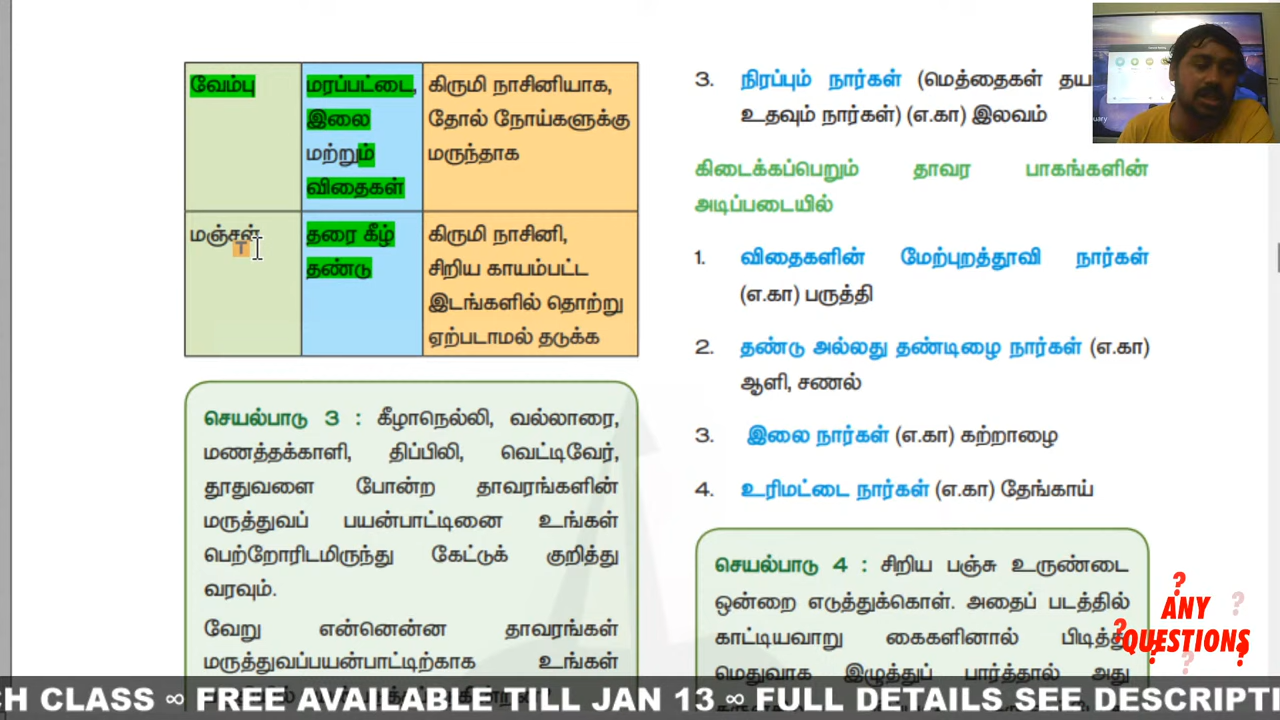 வேம்பு
மரப்பட்டை,
இலை
மற்றும்
விதைகள்
கிருமி நாசினியாக,
தோல் நோய்களுக்கு
மருந்தாக
மஞ்சள்
தரை கீழ்
தண்டு
கிருமி நாசினி,
சிறிய காயம்பட்ட
இடங்களில் தொற்று
ஏற்படாமல் தடுக்க
செயல்பாடு 3 : கீழாநெல்லி, வல்லாரை,
மணத்தக்காளி, திப்பிலி, வெட்டிவேர்,
தூதுவளை போன்ற தாவரங்களின்
மருத்துவப் பயன்பாட்டினை உங்கள்
பெற்றோரிடமிருந்து கேட்டுக் குறித்து
வரவும்.
வேறு என்னென்ன தாவரங்கள்
மருத்துவப்பயன்பாட்டிற்காக உங்கள்
3. நிரப்பும் நார்கள் (மெத்தைகள்
உதவும் நார்கள்) (எ.கா) இலவம்
கிடைக்கப்பெறும் தாவர பாகங்களின்
அடிப்படையில்
1. விதைகளின் மேற்புறத்தூவி நார்கள்
(எ.கா) பருத்தி
2. தண்டு அல்லது தண்டிழை நார்கள் (எ.கா)
ஆளி, சணல்
3. இலை நார்கள் (எ.கா) கற்றாழை
4. உரிமட்டை நார்கள் (எ.கா) தேங்காய்
செயல்பாடு 4 : சிறிய பஞ்சு உருண்டை
ஒன்றை எடுத்துக்கொள். அதைப் படத்தில்
காட்டியவாறு கைகளினால் பிடித்து
மெதுவாக இழுத்துப் பார்த்தால் அது
ANY
QUESTIONS
CH CLASS ∞ FREE AVAILABLE TILL JAN 13 ∞ FULL DETAILS SEE DESCRIPTI